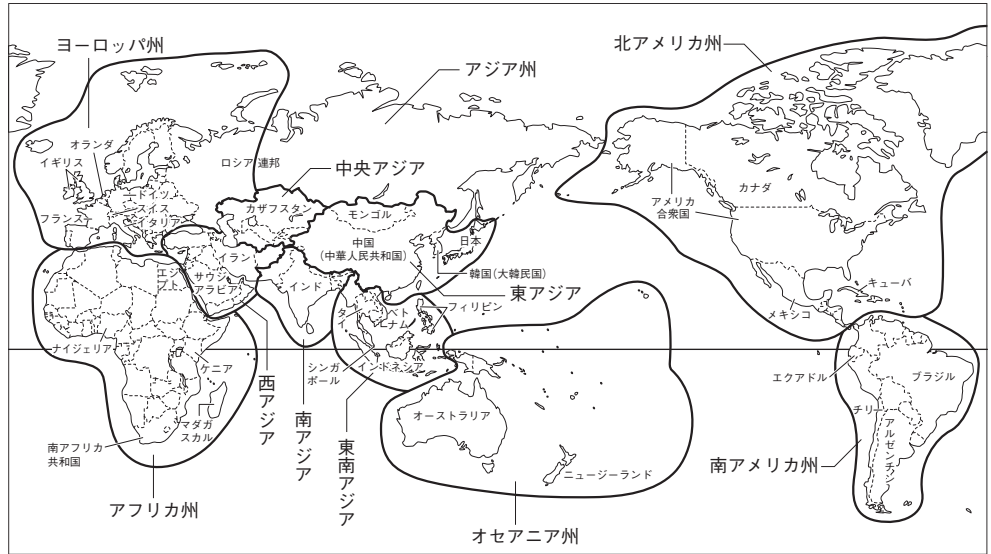 ヨーロッパ州
北アメリカ州
アジア州
オランダ
イギリス
ロシア連邦
中央アジア
ドイツ
カナダ
アメリカ
合衆国
フランス
スイス
イタリア
カザフスタン
モンゴル
中国
(中華人民共和国)
日本
イラン
韓国(大韓民国)
エジ
プト
サウジ
アラビア
インド
東アジア
キューバ
タイ
ベト
ナム
フィリピン
メキシコ
ナイジェリア
ケニア
シンガ
ポール
インドネシア
エクアドル
ブラジル
西アジア
南アジア
東南アジア
オーストラリア
チリ
アルゼンチン
マダガ
スカル
南アフリカ
共和国
南アメリカ州
ニュージーランド
アフリカ州
オセアニア州